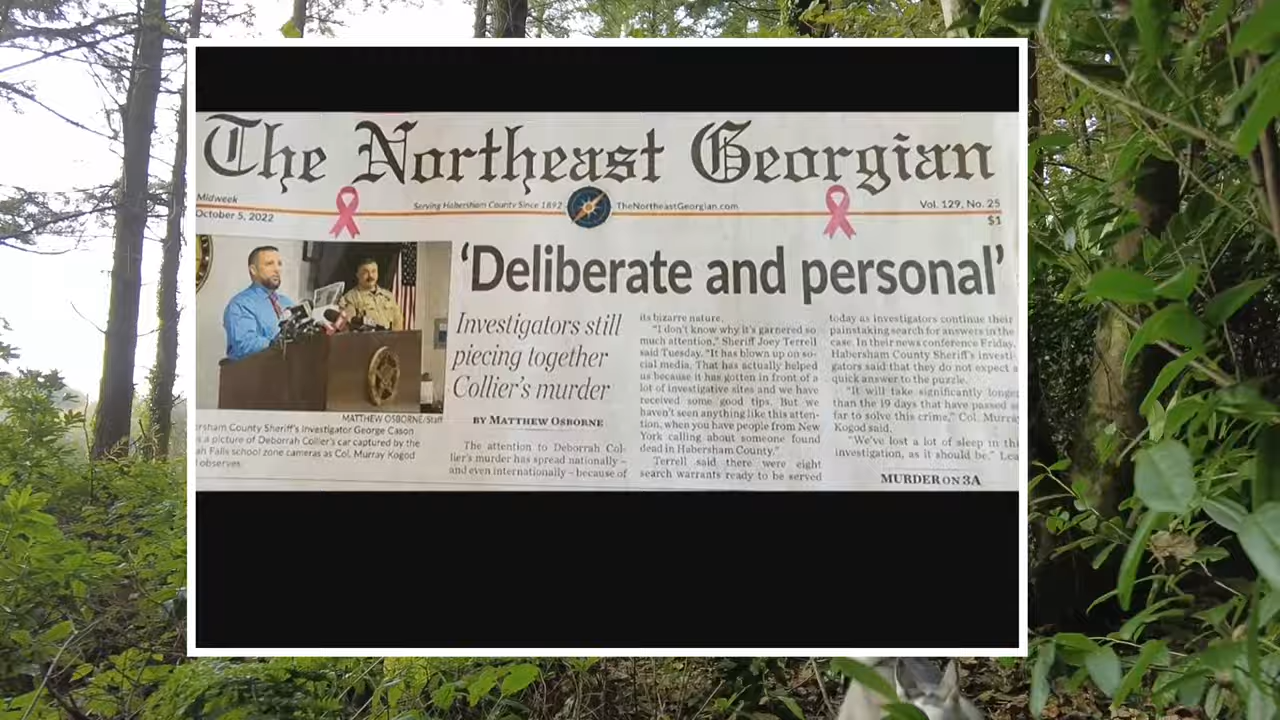 The Northeast Georgian
Midweek
October 5, 2022
Serving Habersham County Since 1892
TheNortheastGeorgian.com
Vol. 129, No. 25
$1
MATTHEW OSBORNE/Staff
rsham County Sheriff's Investigator George Cason
s a picture of Deborrah Collier's car captured by the
ah Falls school zone cameras as Col. Murray Kogod
observes.
'Deliberate and personal'
Investigators still
piecing together
Collier's murder
BY MATTHEW OSBORNE
The attention to Deborrah Col-
lier's murder has spread nationally –
and even internationally – because of
its bizarre nature.
"I don't know why it's garnered so
much attention," Sheriff Joey Terrell
said Tuesday. "It has blown up on so-
cial media. That has actually helped
us because it has gotten in front of a
lot of investigative sites and we have
received some good tips. But we
haven't seen anything like this atten-
tion, when you have people from New
York calling about someone found
dead in Habersham County."
Terrell said there were eight
search warrants ready to be served
today as investigators continue their
painstaking search for answers in the
case. In their news conference Friday,
Habersham County Sheriff's investi-
gators said that they do not expect a
quick answer to the puzzle.
"It will take significantly longer
than the 19 days that have passed so
far to solve this crime," Col. Murray
Kogod said.
"We've lost a lot of sleep in this
investigation, as it should be." Lea
MURDER ON 3A